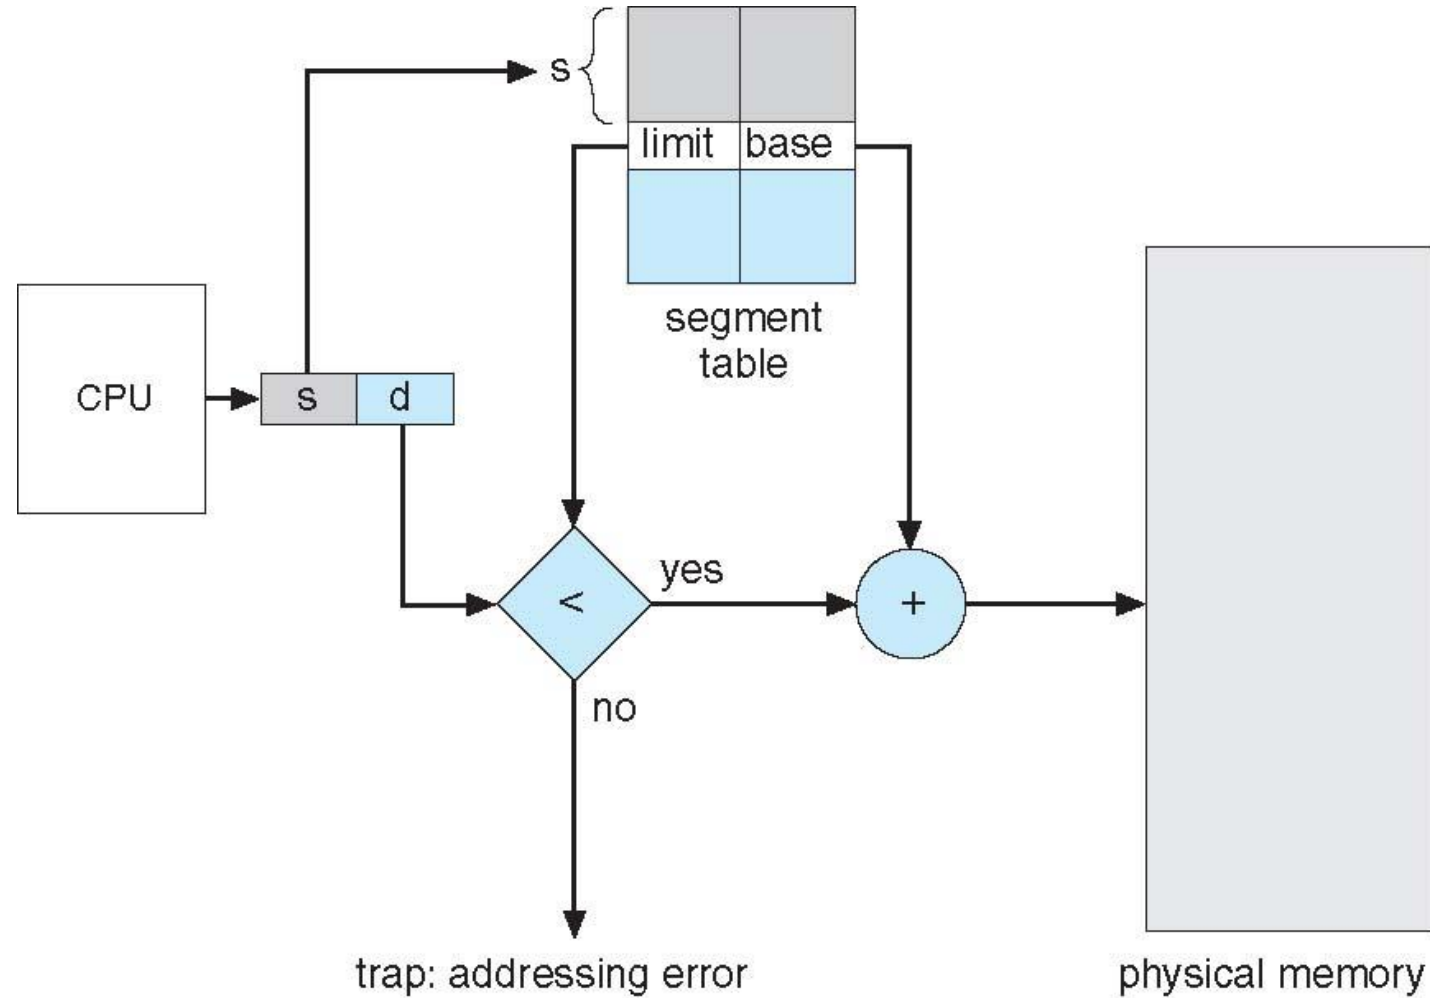 s
limit base
segment
table
CPU
s d
yes
<
+
no
trap: addressing error
physical memory